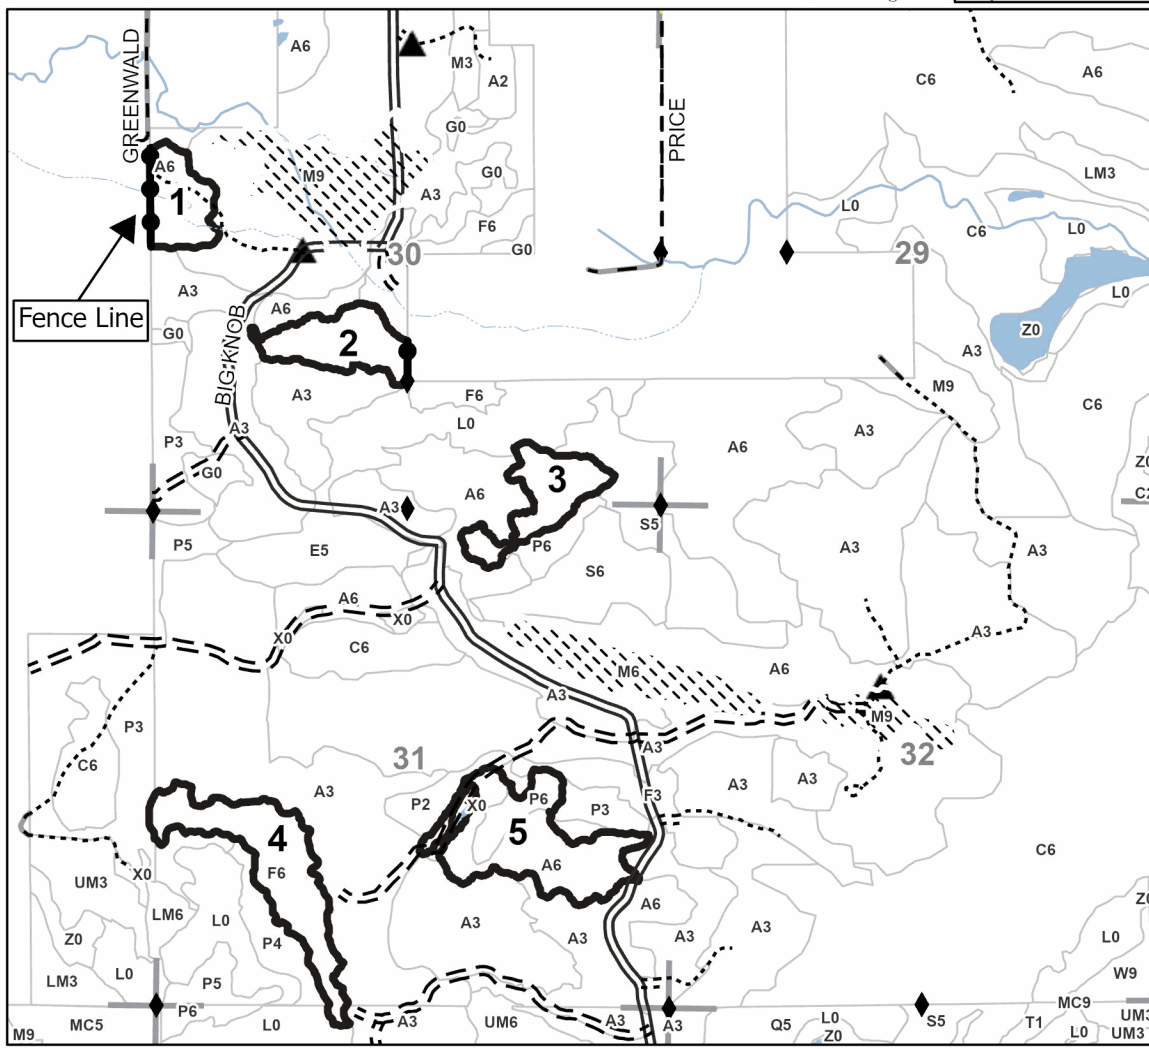 GREENWALD
A6
M3
A2
PRICE
C6
A6
G0
A6
1
M9
G0
A3
LM3
F6
L0
G0
30
29
C6
L0
A3
Fence Line
A6
L0
G0
BIG KNOB
2
Z0
A3
A3
F6
M9
C6
L0
P3
A3
A3
A6
G0
3
A6
A3
S5
P5
E5
P6
A3
A3
S6
A6
X0
X0
C6
A3
M6
A6
A3
P3
M9
A3
C6
31
32
A3
A3
A3
P2
X0
P6
P3
F3
4
5
F6
A6
C6
X0
UM3
LM6
L0
A6
A3
A3
A3
A3
Z0
P4
L0
LM3
L0
P5
W9
P6
MC9
M9
MC5
L0
A3
UM6
A3
A3
Q5
L0
Z0
S5
T1
L0
UM3